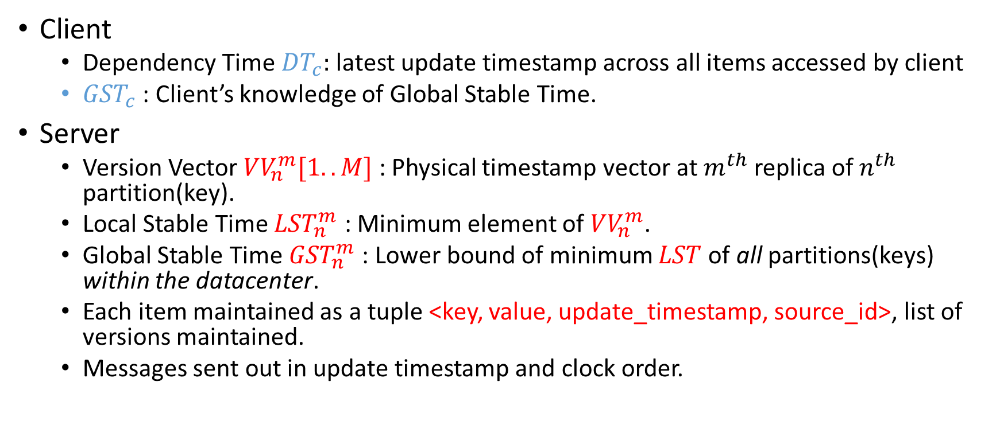 • Client
• Dependency Time DT_c: latest update timestamp across all items accessed by client
• GST_c : Client’s knowledge of Global Stable Time.
• Server
• Version Vector VV_n^m[1..M] : Physical timestamp vector at m^th replica of n^th
partition(key).
• Local Stable Time LST_n^m : Minimum element of VV_n^m.
• Global Stable Time GST_n^m : Lower bound of minimum LST of all partitions(keys)
within the datacenter.
• Each item maintained as a tuple <key, value, update_timestamp, source_id>, list of
versions maintained.
• Messages sent out in update timestamp and clock order.